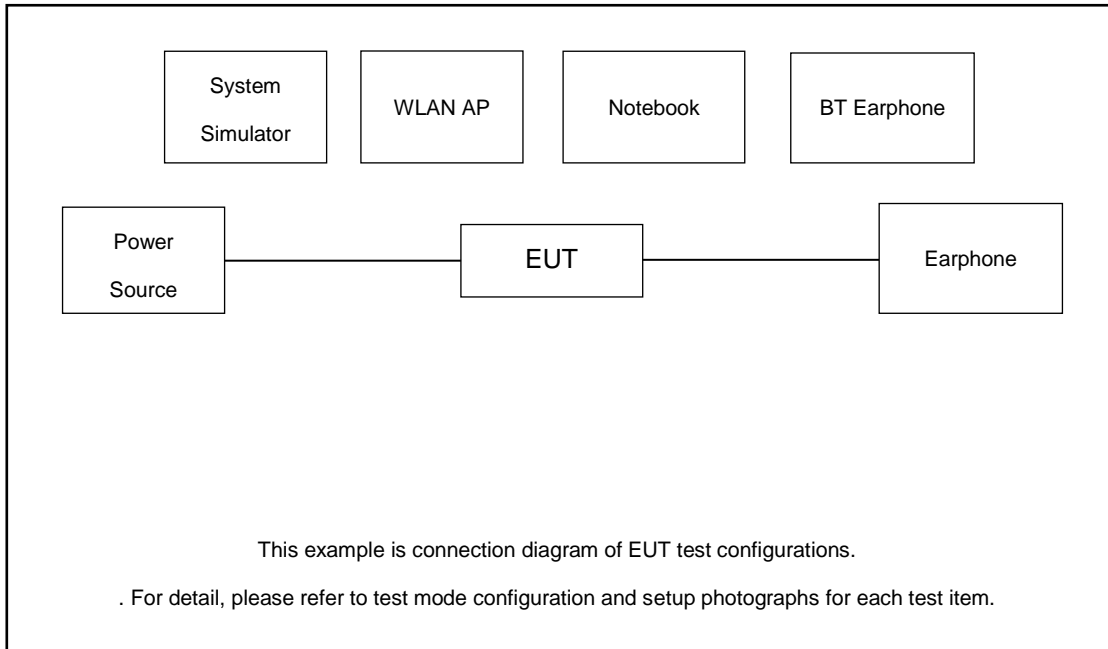 System
Simulator
WLAN AP
Notebook
BT Earphone
Power
Source
EUT
Earphone
This example is connection diagram of EUT test configurations.
. For detail, please refer to test mode configuration and setup photographs for each test item.